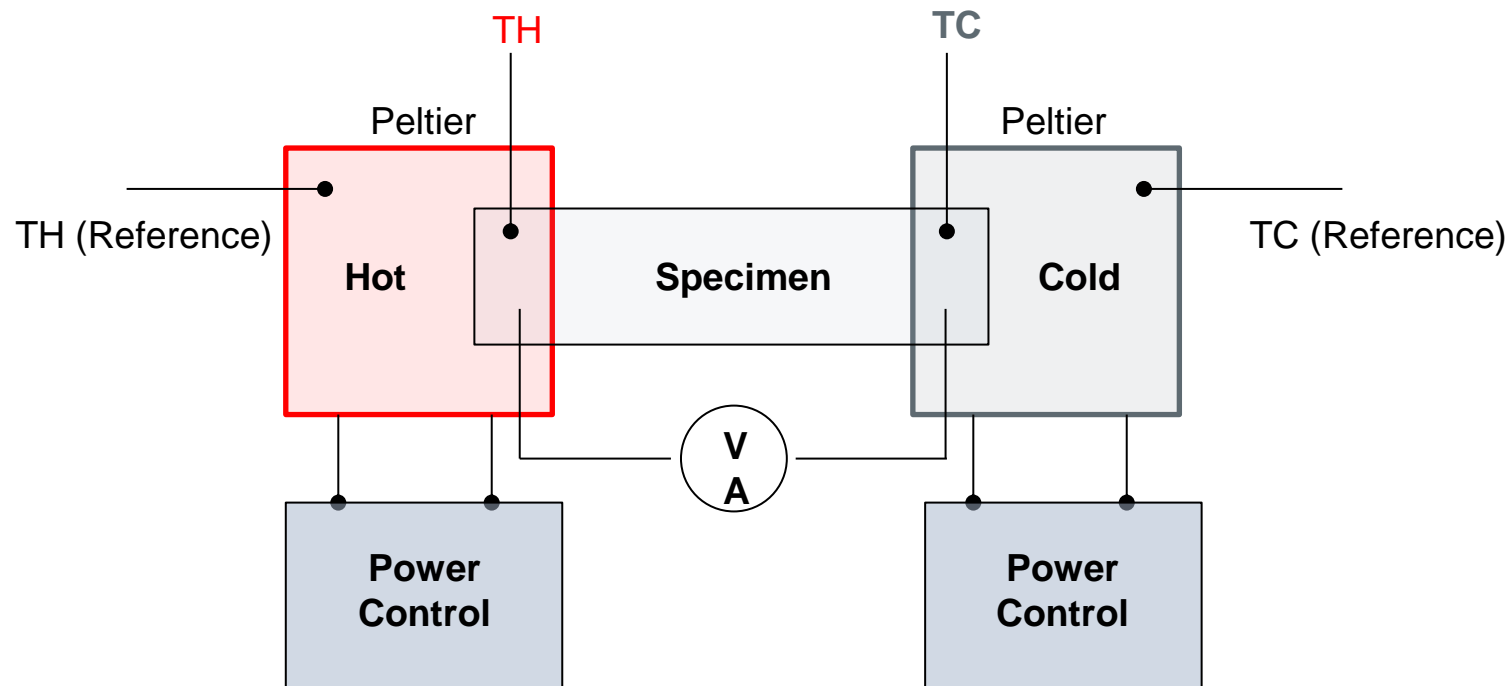 TH
TC
Peltier
Peltier
TH (Reference)
TC (Reference)
Hot
Specimen
Cold
V
A
Power
Control
Power
Control